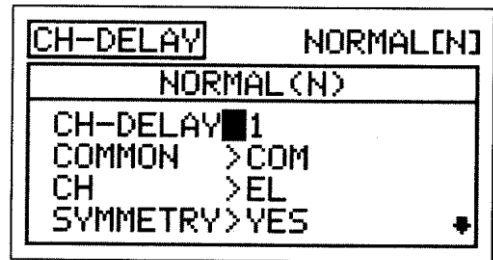 CH-DELAY NORMAL[N]
NORMAL(N)
CH-DELAY 1
COMMON >COM
CH >EL
SYMMETRY>YES